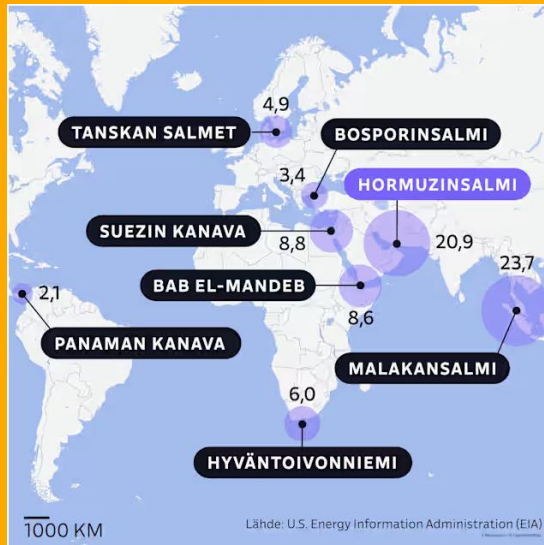 4,9
TANSKAN SALMET
BOSPORINSALMI
3,4
HORMUZINSALMI
SUEZIN KANAVA
8,8
20,9
23,7
BAB EL-MANDEB
8,6
2,1
PANAMAN KANAVA
MALAKANSALMI
6,0
HYVÄNTOIVONNIEMI
1000 KM
Lähde: U.S. Energy Information Administration (EIA)